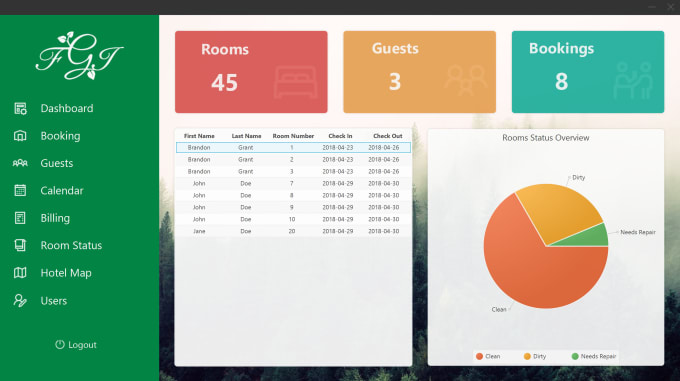 FGI
Dashboard
Booking
Guests
Calendar
Billing
Room Status
Hotel Map
Users
Logout
Rooms
45
Guests
3
Bookings
8
First Name Last Name Room Number Check In Check Out
Brandon Grant 1 2018-04-23 2018-04-26
Brandon Grant 2 2018-04-23 2018-04-26
Brandon Grant 3 2018-04-23 2018-04-26
John Doe 7 2018-04-29 2018-04-30
John Doe 8 2018-04-29 2018-04-30
John Doe 9 2018-04-29 2018-04-30
John Doe 10 2018-04-29 2018-04-30
Jane Doe 20 2018-04-29 2018-04-30
Rooms Status Overview
Dirty
Needs Repair
Clean
Clean Dirty Needs Repair